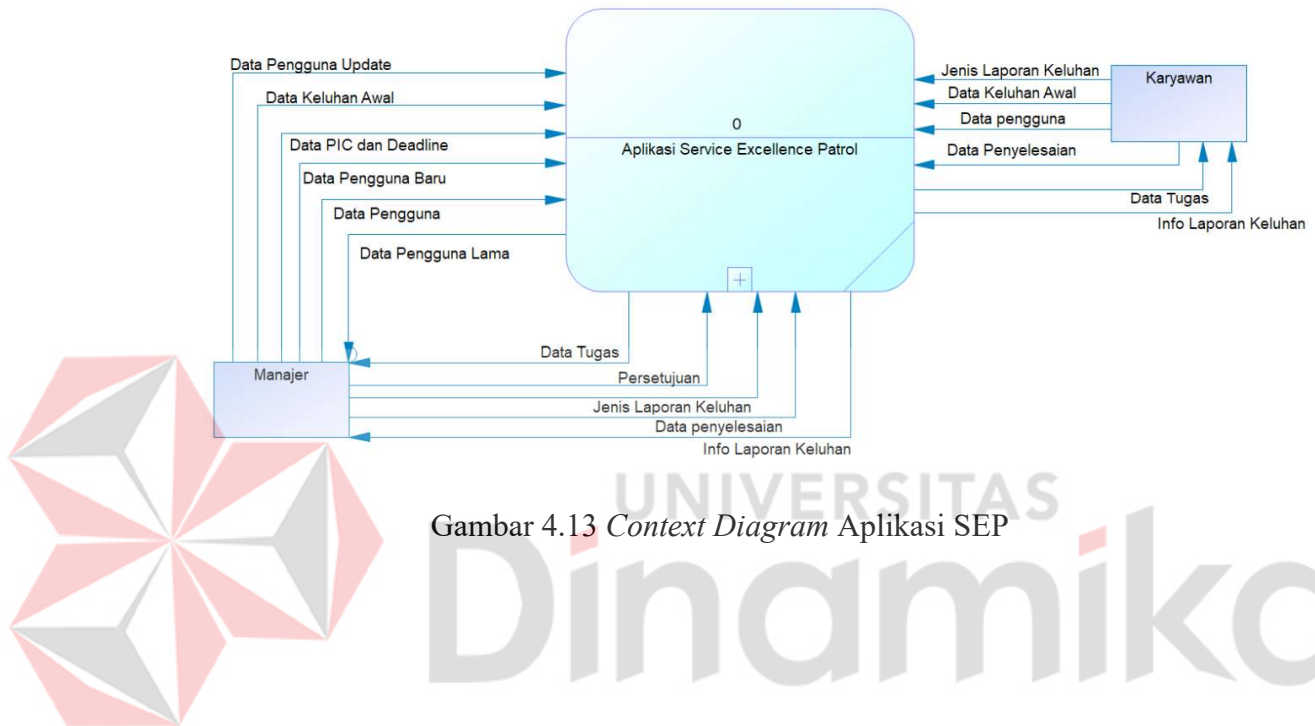 Data Pengguna Update
Data Keluhan Awal
Data PIC dan Deadline
Data Pengguna Baru
Data Pengguna
Data Pengguna Lama
0
Aplikasi Service Excellence Patrol
Jenis Laporan Keluhan
Data Keluhan Awal
Data pengguna
Data Penyelesaian
Karyawan
Data Tugas
Info Laporan Keluhan
Manajer
Data Tugas
Persetujuan
Jenis Laporan Keluhan
Data penyelesaian
Info Laporan Keluhan
UNIVERSITAS
Gambar 4.13 Context Diagram Aplikasi SEP
Dinamika